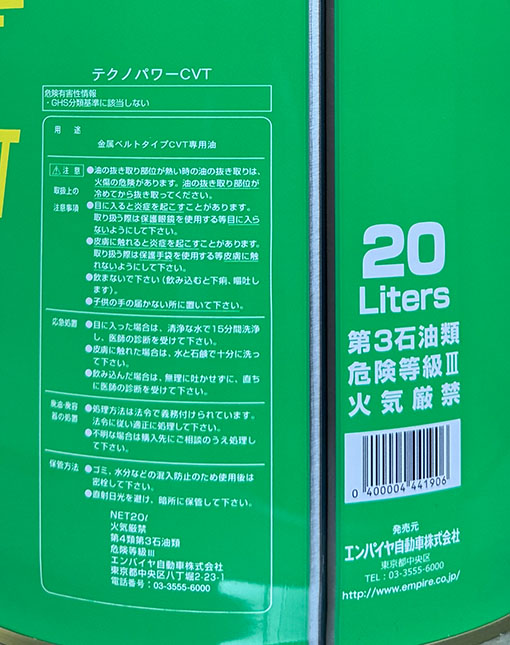 テクノパワーCVT
危険有害性情報
・GHS分類基準に該当しない
用 途
金属ベルトタイプCVT専用油
⚠注 意
取扱上の
注意事項
●油の抜き取り部位が熱い時の油の抜き取りは、
火傷の危険があります。油の抜き取り部位が
冷めてから抜き取ってください。
●目に入ると炎症を起こすことがあります。
取り扱う際は保護眼鏡を使用する等目に入ら
ないようにして下さい。
●皮膚に触れると炎症を起こすことがあります。
取り扱う際は保護手袋を使用する等皮膚に触
れないようにして下さい。
●飲まないで下さい(飲み込むと下痢、嘔吐し
ます)。
●子供の手の届かない所に置いて下さい。
応急処置
●目に入った場合は、清浄な水で15分間洗浄
し、医師の診断を受けて下さい。
●皮膚に触れた場合は、水と石鹸で十分に洗っ
て下さい。
●飲み込んだ場合は、無理に吐かせずに、直ち
に医師の診断を受けて下さい。
廃油・廃容
器の処置
●処理方法は法令で義務付けられています。
法令に従い適正に処理して下さい。
●不明な場合は購入先にご相談のうえ処理し
て下さい。
保管方法
●ゴミ、水分などの混入防止のため使用後は
密栓して下さい。
●直射日光を避け、暗所に保管して下さい。
NET20ℓ
火気厳禁
第4類第3石油類
危険等級Ⅲ
エンパイヤ自動車株式会社
東京都中央区八丁堀2-23-1
電話番号：03-3555-6000
20
Liters
第3石油類
危険等級Ⅲ
火気厳禁
0 400004 441906
発売元
エンパイヤ自動車株式会社
東京都中央区
TEL：03-3555-6000
http://www.empire.co.jp/